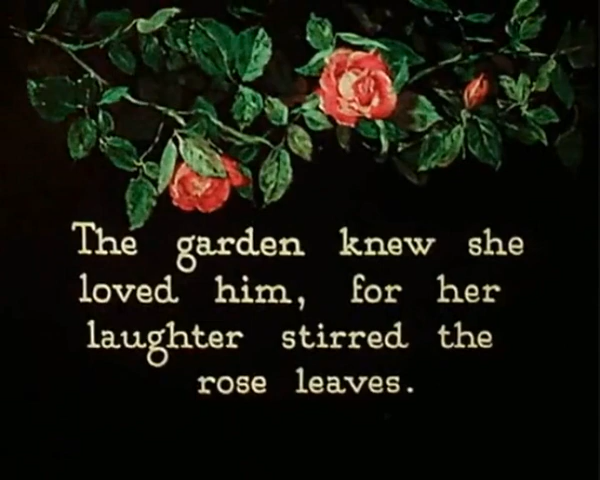 The garden knew she
loved him, for her
laughter stirred the
rose leaves.